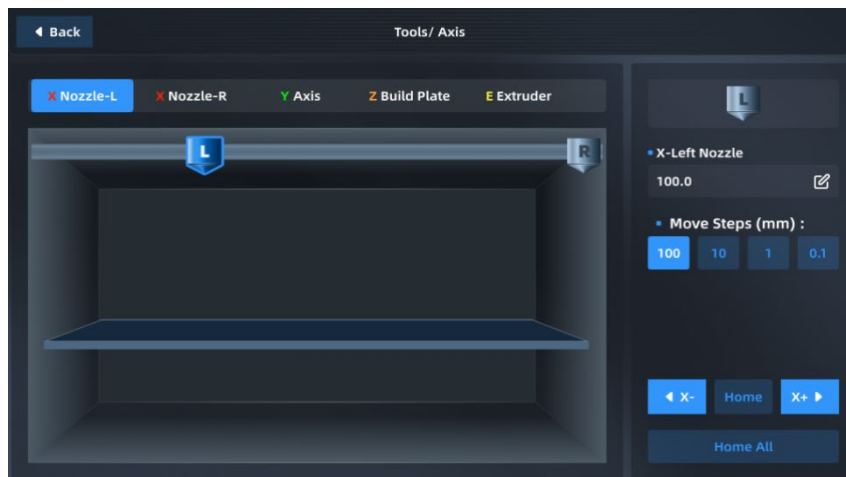 Back
Tools/ Axis
X Nozzle-L X Nozzle-R Y Axis Z Build Plate E Extruder
L
R
L
X-Left Nozzle
100.0
Move Steps (mm) :
100 10 1 0.1
X- Home X+
Home All